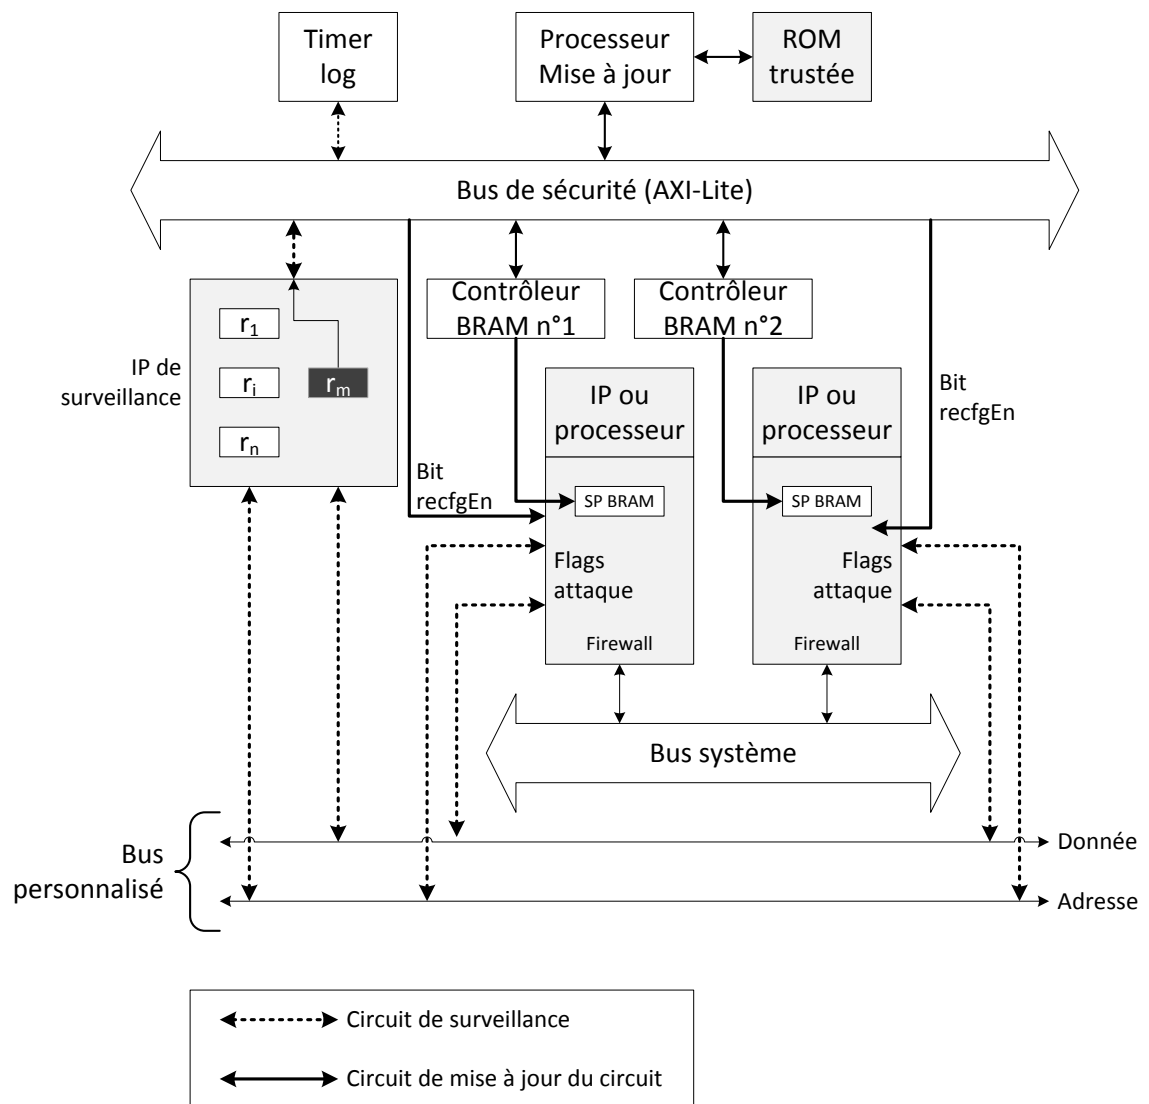 Timer
log
Processeur
Mise à jour
ROM
trustée
Bus de sécurité (AXI-Lite)
IP de
surveillance
r1
ri
rn
rm
Contrôleur
BRAM n°1
Contrôleur
BRAM n°2
Bit
recfgEn
Bit
recfgEn
IP ou
processeur
SP BRAM
Flags
attaque
Firewall
IP ou
processeur
SP BRAM
Flags
attaque
Firewall
Bus système
Bus
personnalisé
Donnée
Adresse
Circuit de surveillance
Circuit de mise à jour du circuit